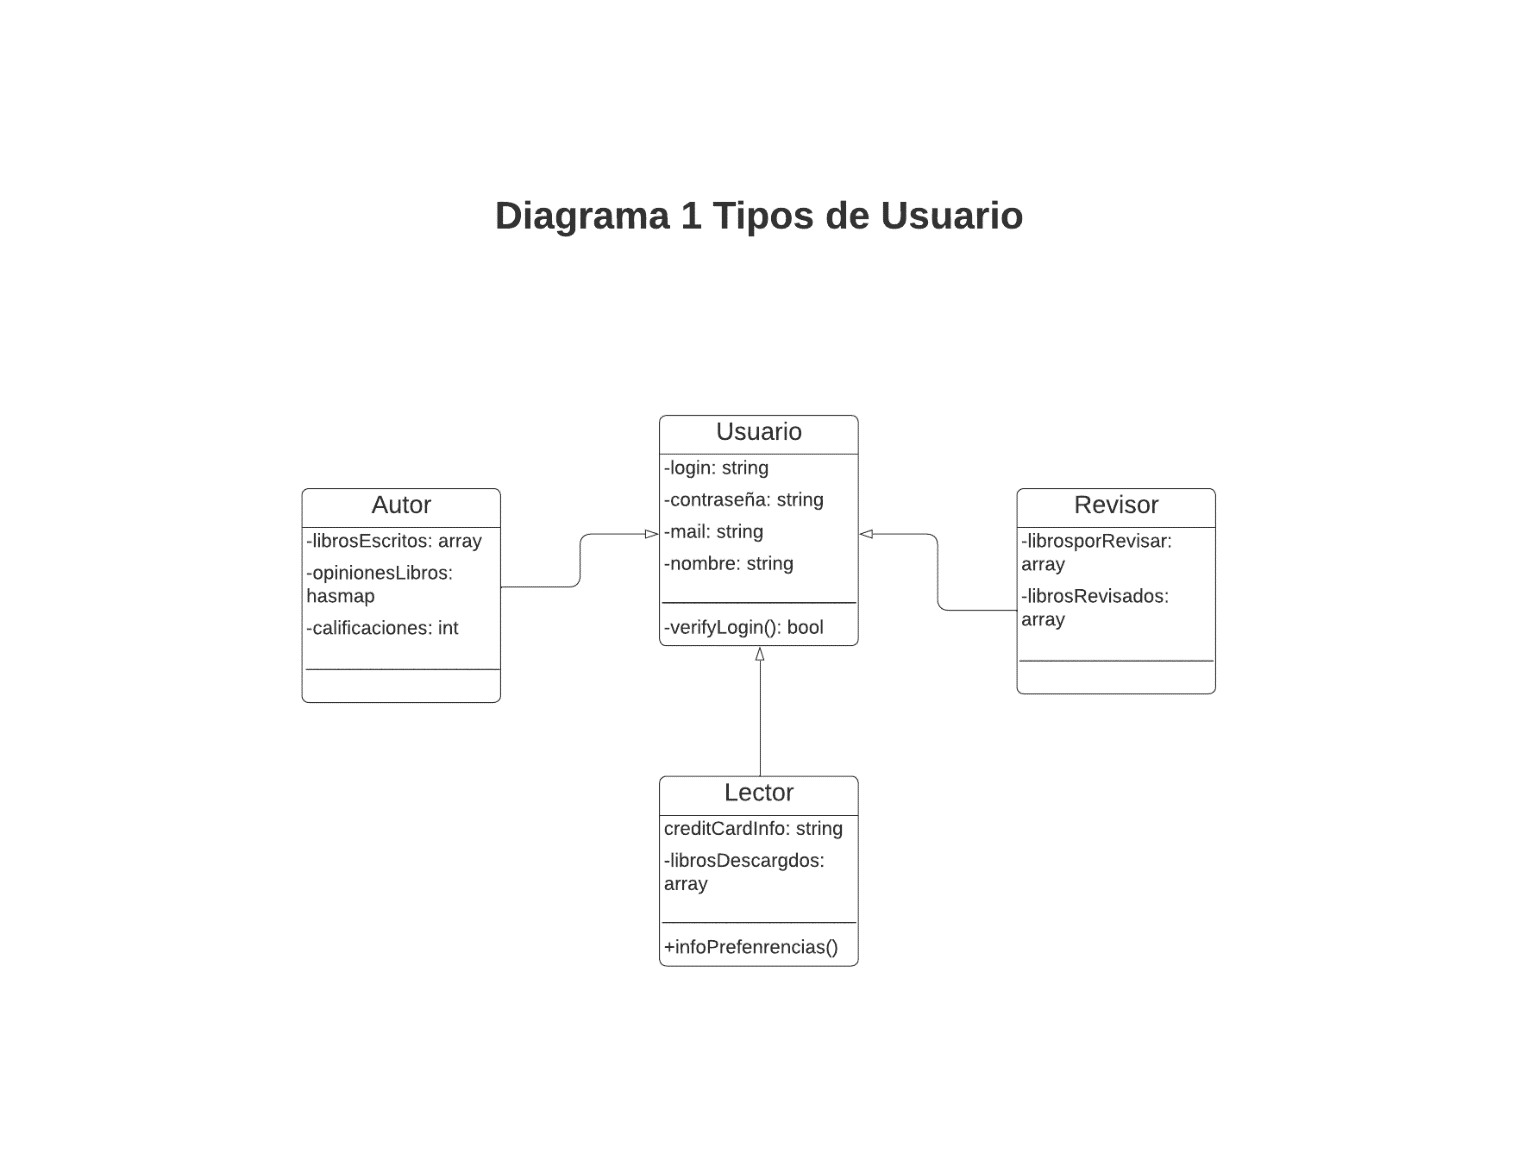 Diagrama 1 Tipos de Usuario
Usuario
-login: string
-contraseña: string
-mail: string
-nombre: string
-verifyLogin(): bool
Autor
-librosEscritos: array
-opinionesLibros:
hasmap
-calificaciones: int
Revisor
-librosporRevisar:
array
-librosRevisados:
array
Lector
creditCardInfo: string
-librosDescargdos:
array
+infoPrefenrencias()